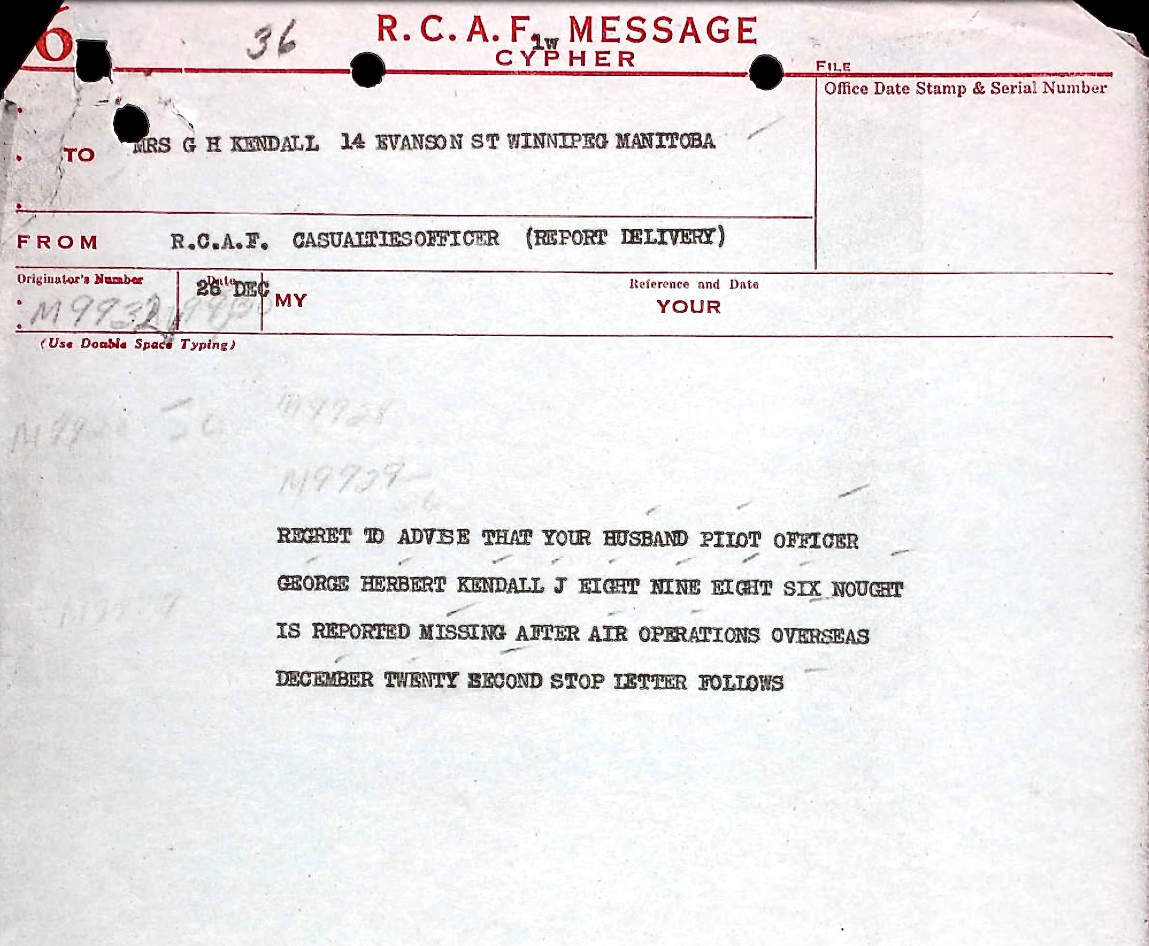 6
36
R.C.A.F. MESSAGE
1w
CYPHER
FILE
Office Date Stamp & Serial Number
TO MRS G H KENDALL 14 EVANSON ST WINNIPEG MANITOBA
FROM R.C.A.F. CASUALTIESOFFICER (REPORT DELIVERY)
Originator's Number Date Reference and Date
M9932 26 DEC MY YOUR
(Use Double Space Typing)
M9928
M9928
M9929
REGRET TO ADVISE THAT YOUR HUSBAND PILOT OFFICER
GEORGE HERBERT KENDALL J EIGHT NINE EIGHT SIX NOUGHT
IS REPORTED MISSING AFTER AIR OPERATIONS OVERSEAS
DECEMBER TWENTY SECOND STOP LETTER FOLLOWS